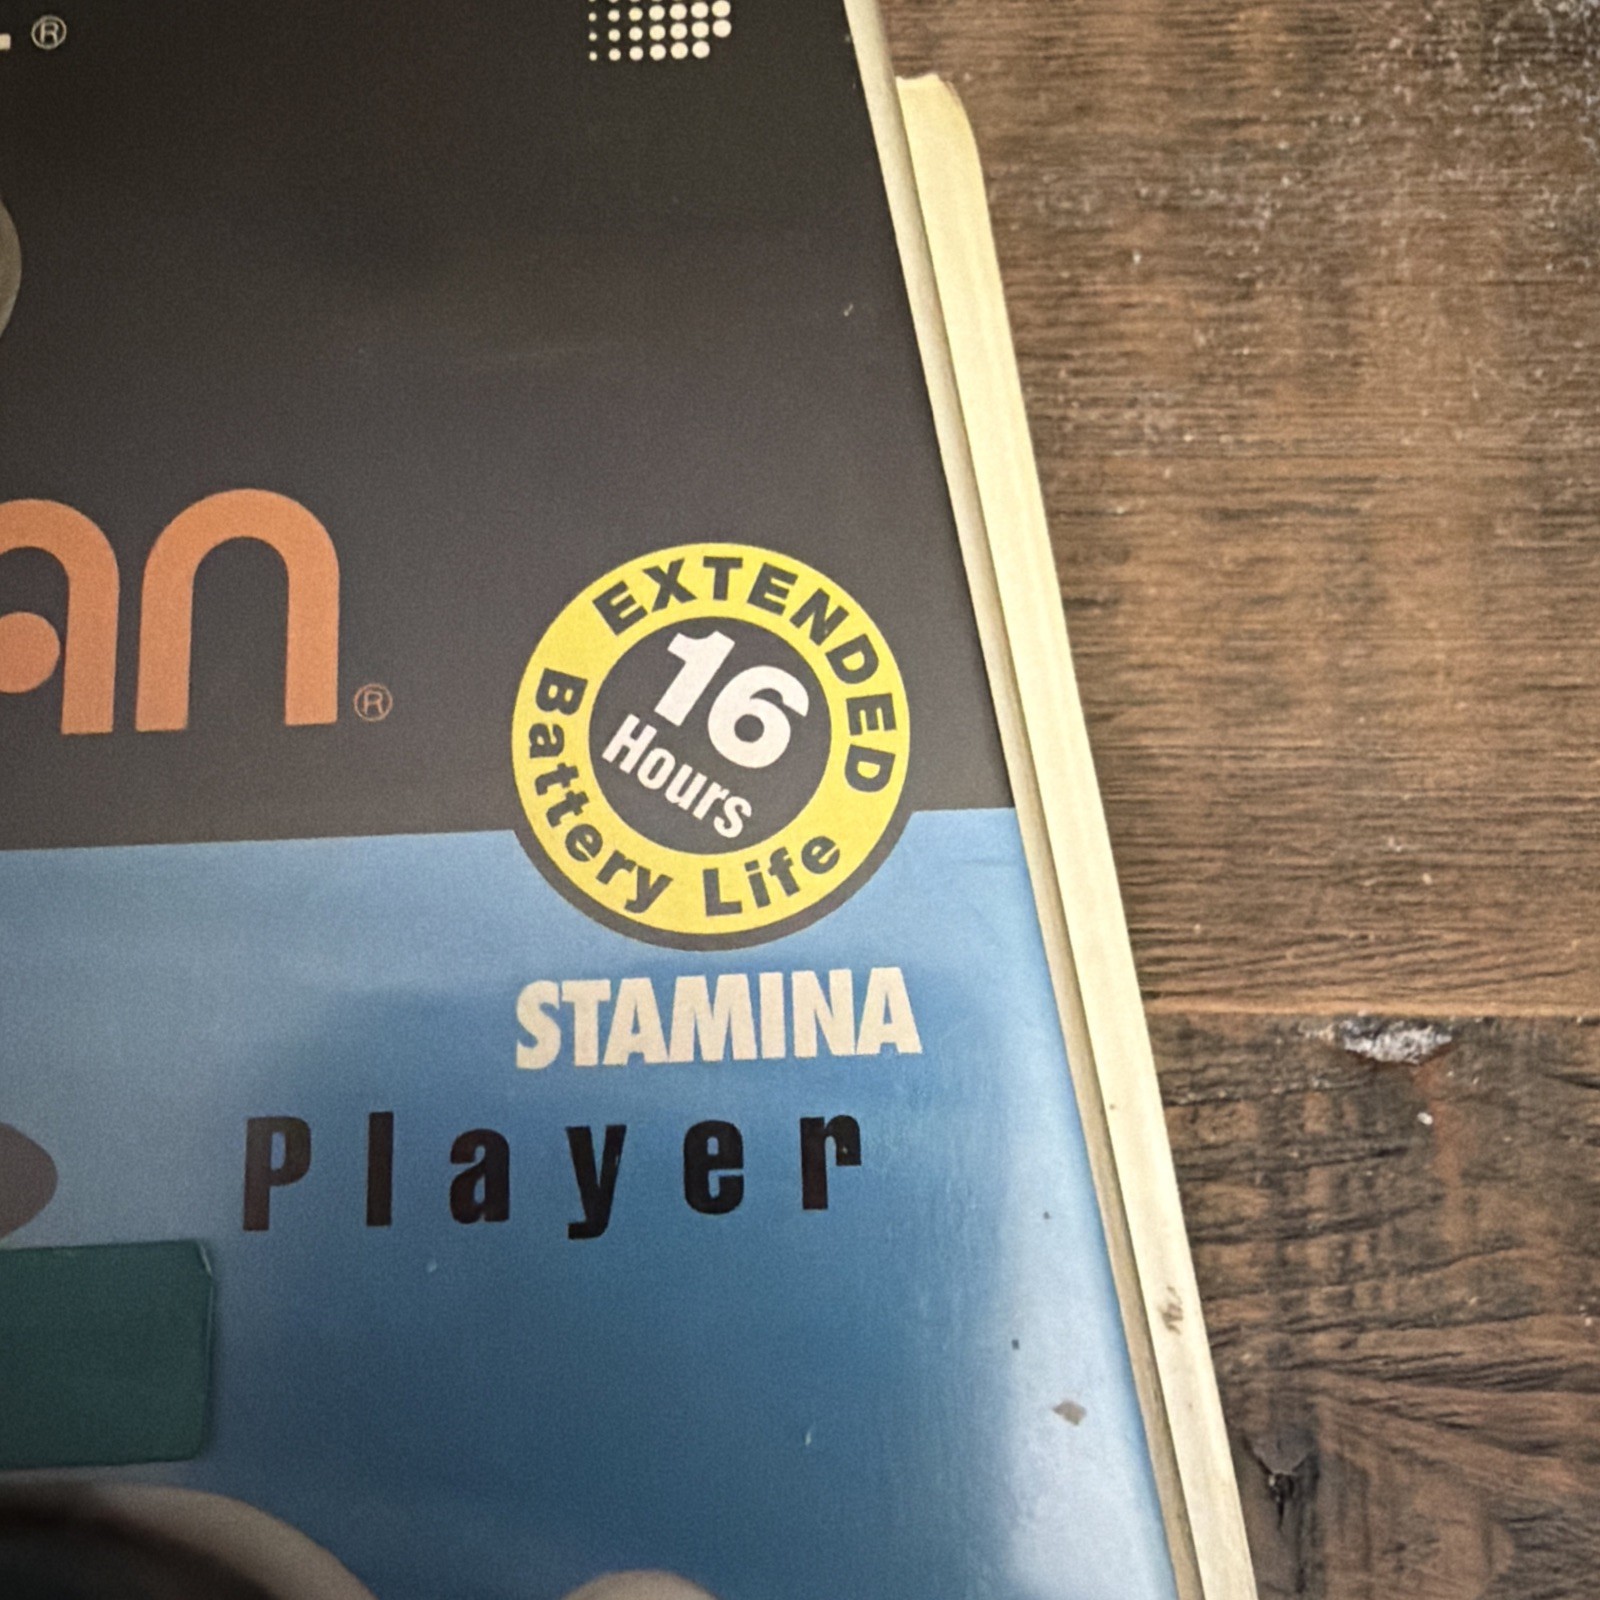 ®
an®
EXTENDED
16
Hours
Battery Life
STAMINA
Player